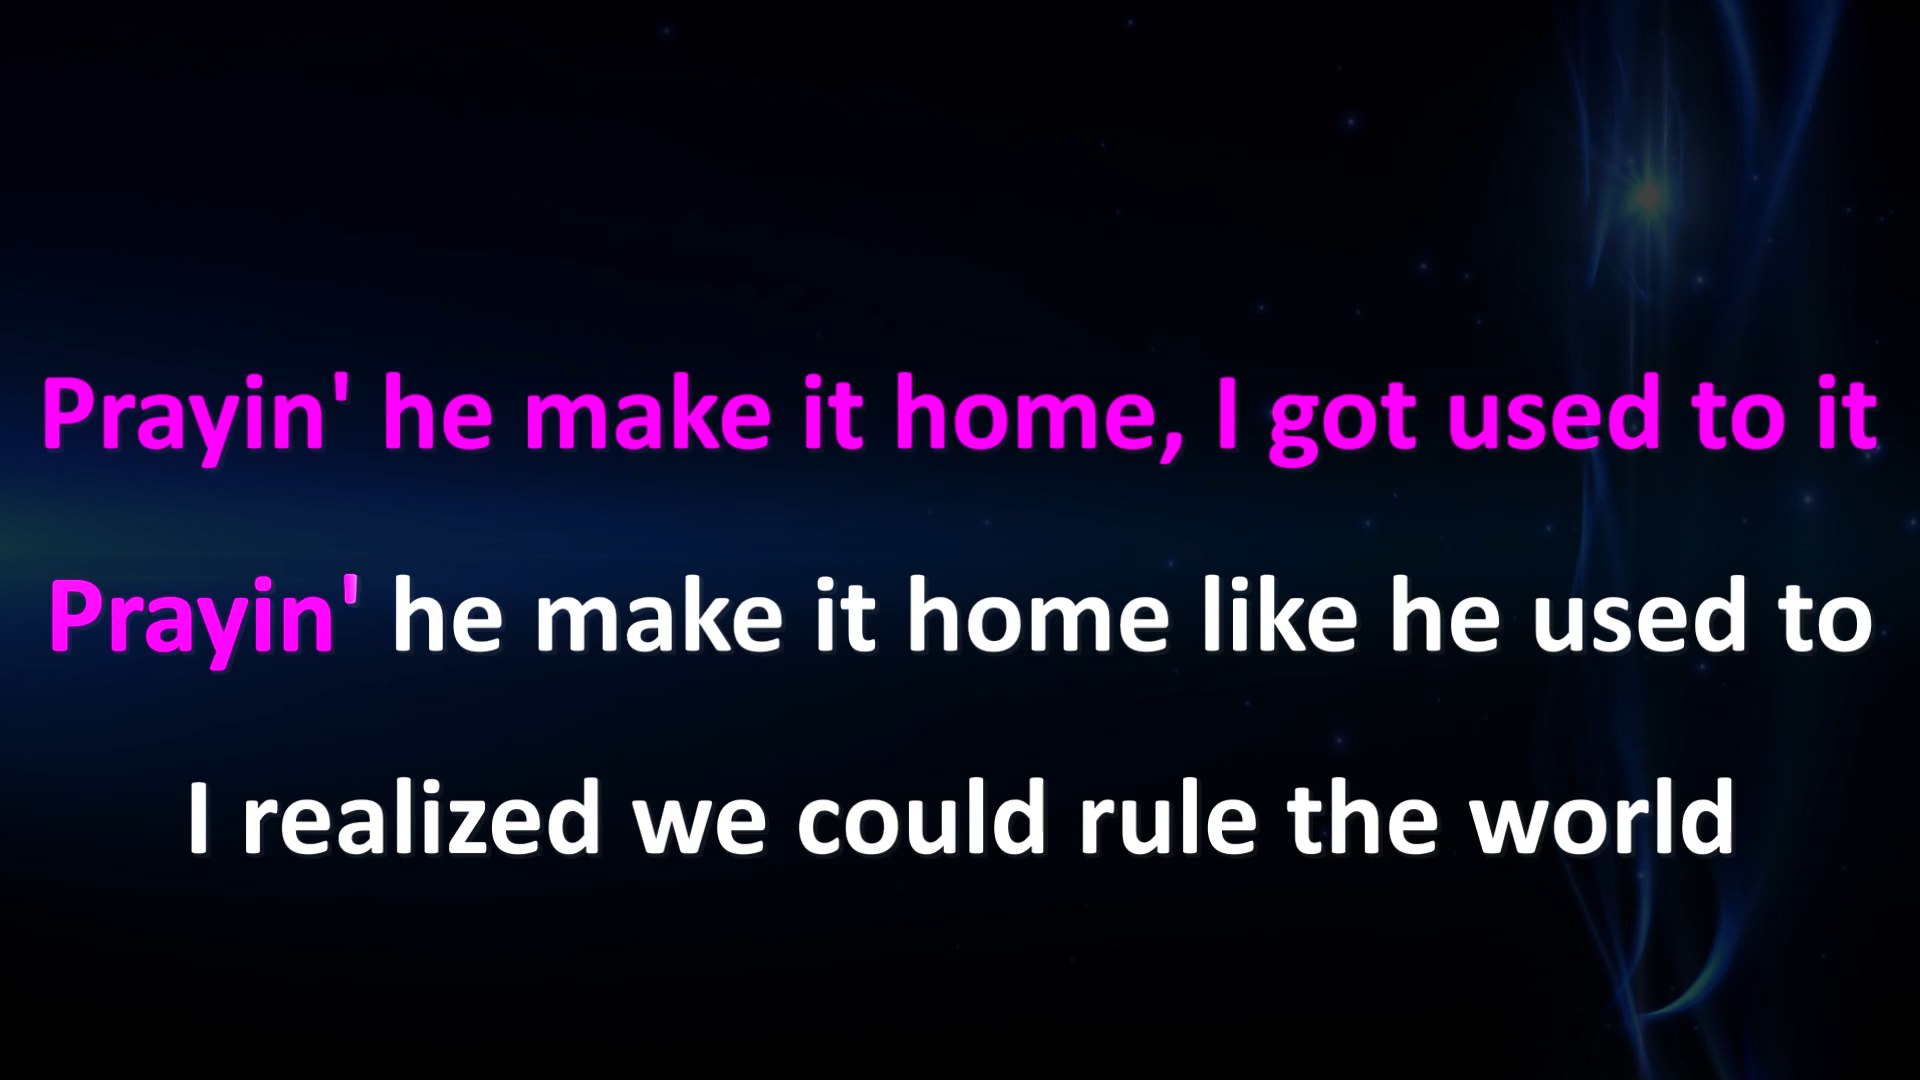 Prayin' he make it home, I got used to it
Prayin' he make it home like he used to
I realized we could rule the world